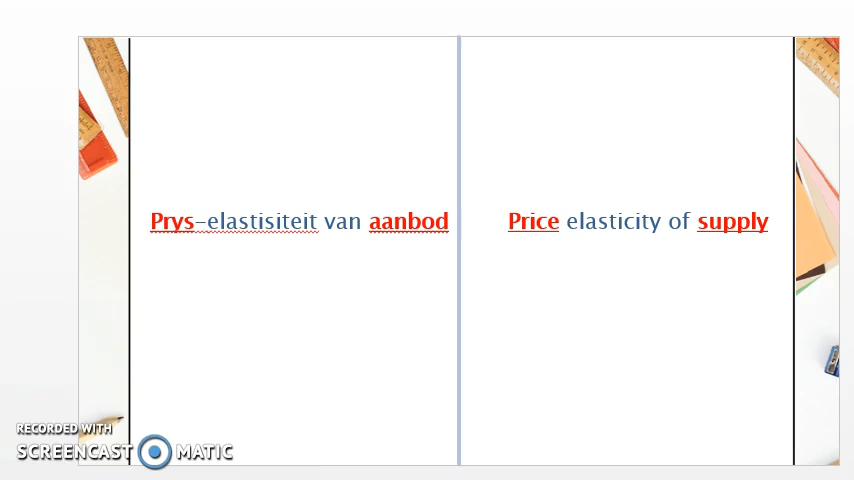 Prys-elastisiteit van aanbod
Price elasticity of supply
RECORDED WITH
SCREENCAST MATIC